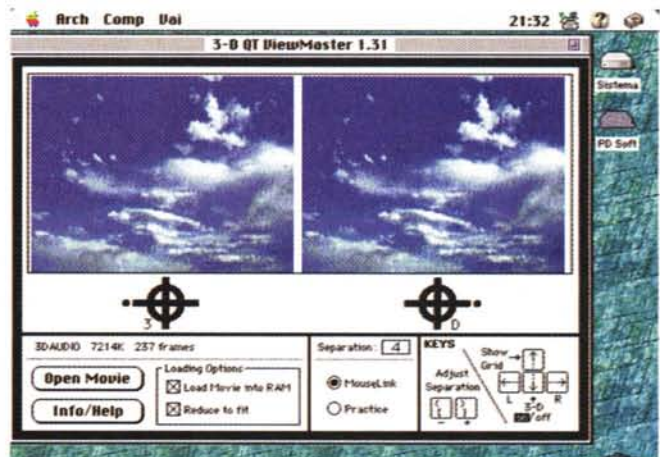 Arch Comp Vai 21:32
3-D QT ViewMaster 1.31
Sistema
PD Soft
3 D
3DAUDIO 7214K 237 frames
Loading Options
Open Movie
Load Movie into RAM
Info/Help
Reduce to fit
Separation: 4
MouseLink
Practice
KEYS
Show
Grid
Adjust
Separation
- +
L R
3-D
on/off